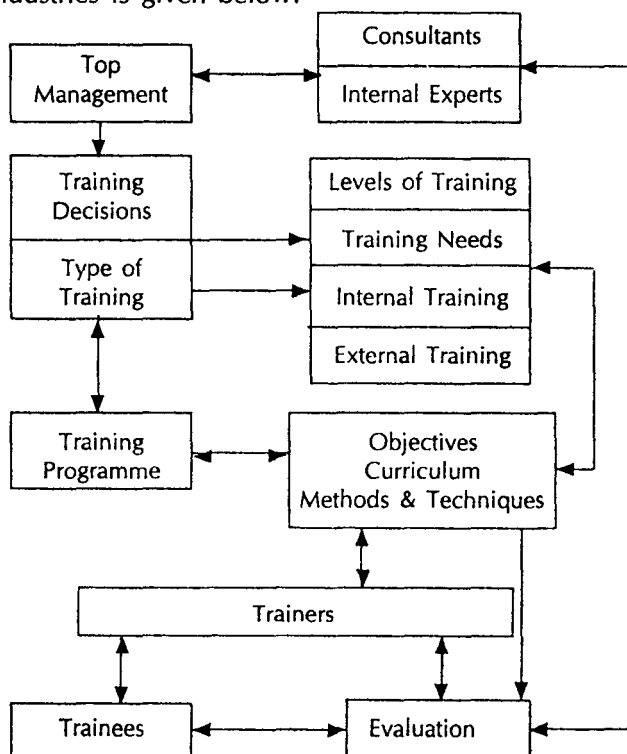 ndustries is given below.
Consultants
Top
Management
Internal Experts
Training
Decisions
Levels of Training
Training Needs
Type of
Training
Internal Training
External Training
Training
Programme
Objectives
Curriculum
Methods & Techniques
Trainers
Trainees
Evaluation